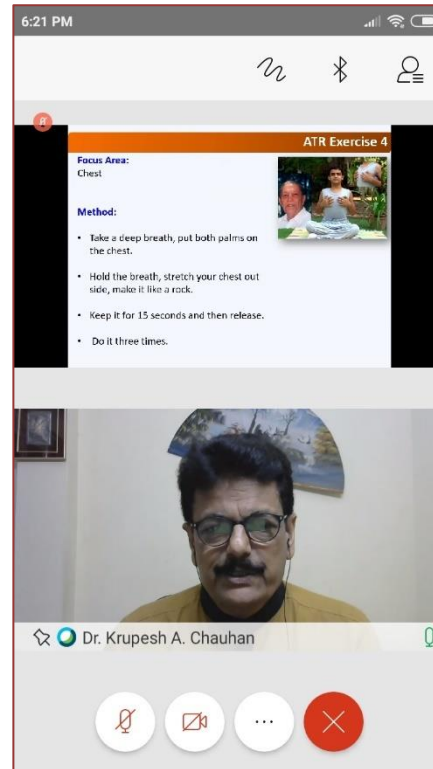 6:21 PM
ATR Exercise 4
Focus Area:
Chest
Method:
• Take a deep breath, put both palms on
the chest.
• Hold the breath, stretch your chest out
side, make it like a rock.
• Keep it for 15 seconds and then release.
• Do it three times.
Dr. Krupesh A. Chauhan